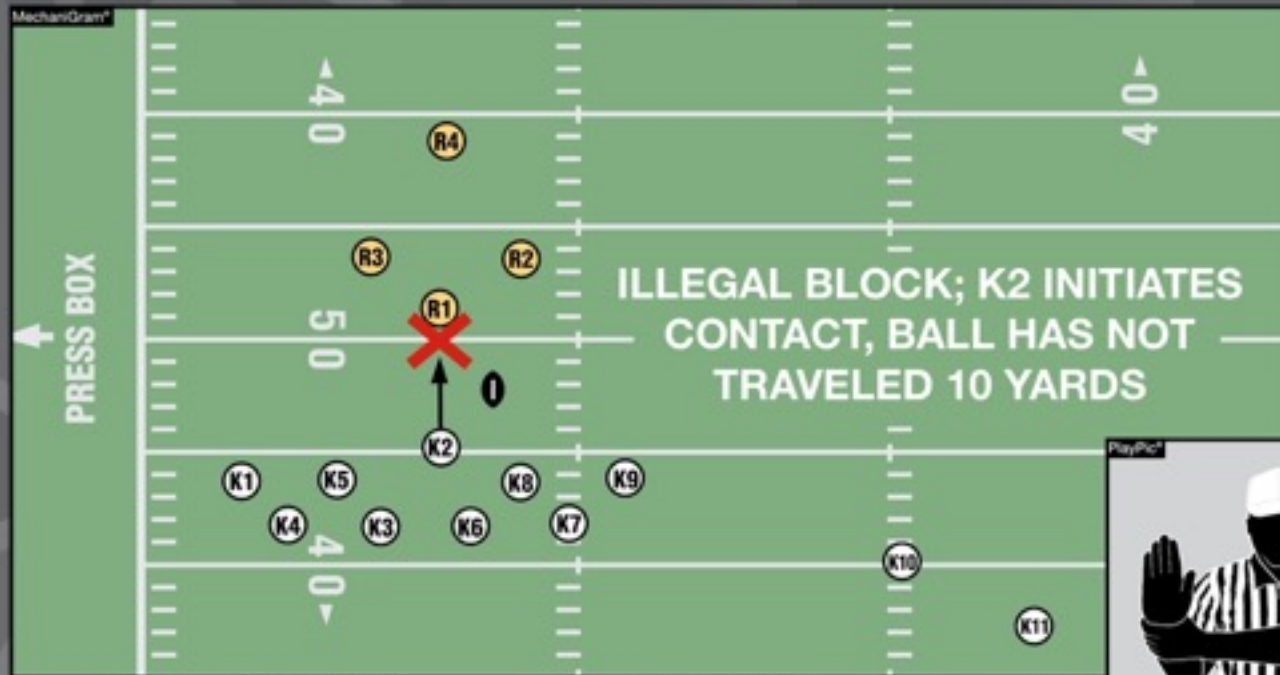 MechaniGram®
40
40
R4
R3
R2
R1
50
PRESS BOX
ILLEGAL BLOCK; K2 INITIATES
CONTACT, BALL HAS NOT
TRAVELED 10 YARDS
K2
K1
K5
K8
K9
K4
K3
K6
K7
40
K10
K11
PlayPic®